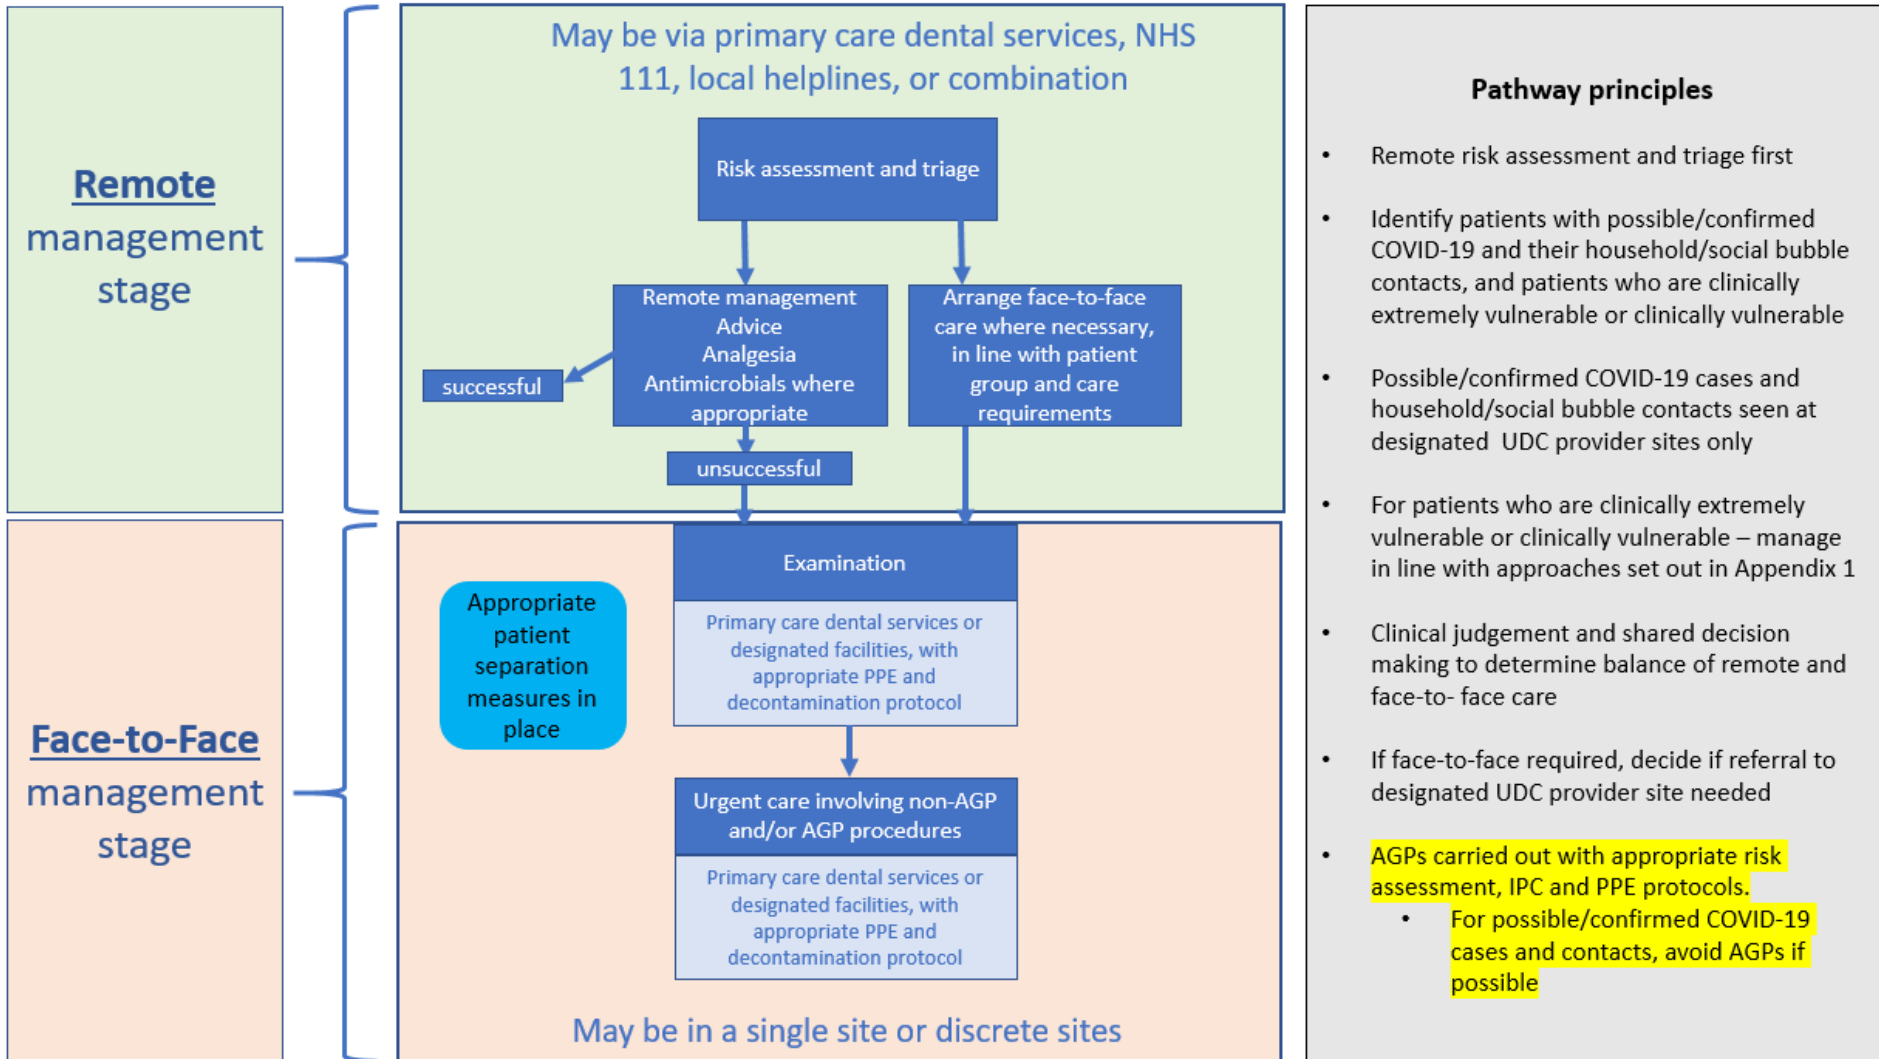 Remote
management
stage
May be via primary care dental services, NHS
111, local helplines, or combination
Risk assessment and triage
Remote management
Advice
Analgesia
Antimicrobials where
appropriate
Arrange face-to-face
care where necessary,
in line with patient
group and care
requirements
successful
unsuccessful
Face-to-Face
management
stage
Appropriate
patient
separation
measures in
place
Examination
Primary care dental services or
designated facilities, with
appropriate PPE and
decontamination protocol
Urgent care involving non-AGP
and/or AGP procedures
Primary care dental services or
designated facilities, with
appropriate PPE and
decontamination protocol
May be in a single site or discrete sites
Pathway principles
• Remote risk assessment and triage first
• Identify patients with possible/confirmed
COVID-19 and their household/social bubble
contacts, and patients who are clinically
extremely vulnerable or clinically vulnerable
• Possible/confirmed COVID-19 cases and
household/social bubble contacts seen at
designated UDC provider sites only
• For patients who are clinically extremely
vulnerable or clinically vulnerable – manage
in line with approaches set out in Appendix 1
• Clinical judgement and shared decision
making to determine balance of remote and
face-to- face care
• If face-to-face required, decide if referral to
designated UDC provider site needed
• AGPs carried out with appropriate risk
assessment, IPC and PPE protocols.
• For possible/confirmed COVID-19
cases and contacts, avoid AGPs if
possible